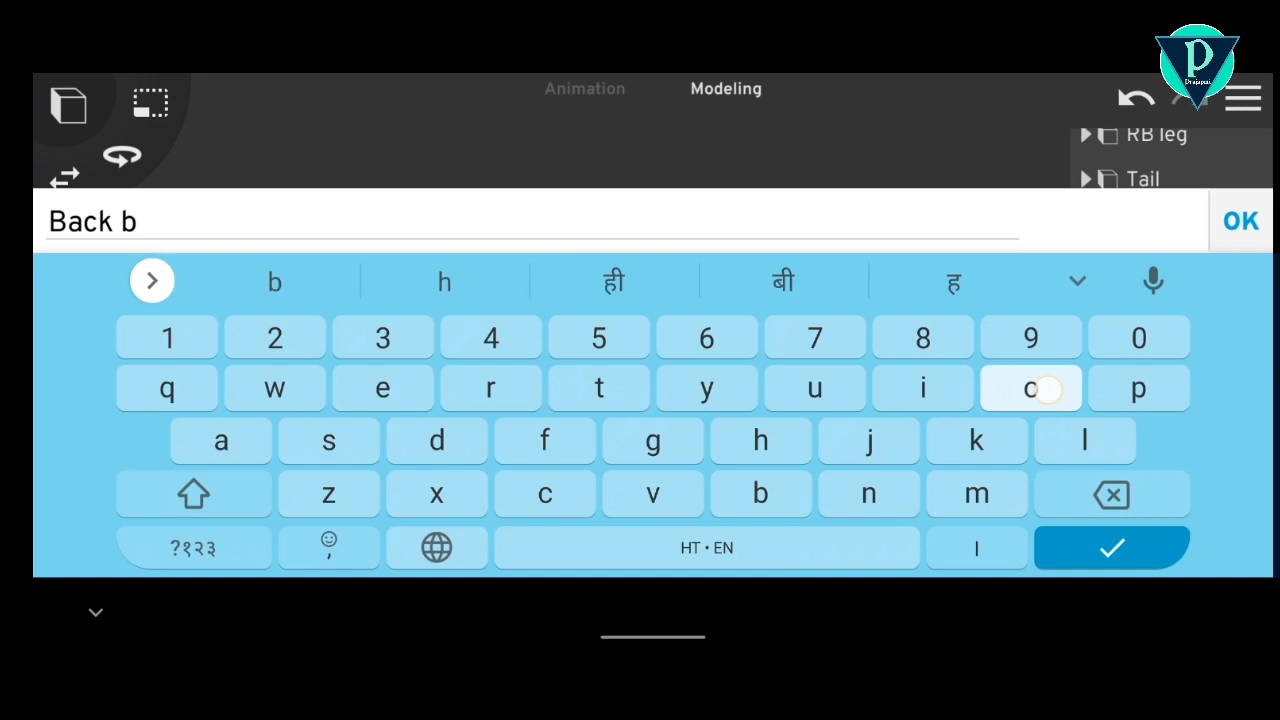 P
Prajapati
Animation Modeling
RB leg
Tail
Back b
OK
b h ही बी ह
1 2 3 4 5 6 7 8 9 0
q w e r t y u i o p
a s d f g h j k l
z x c v b n m
?१२३ , HT • EN ।